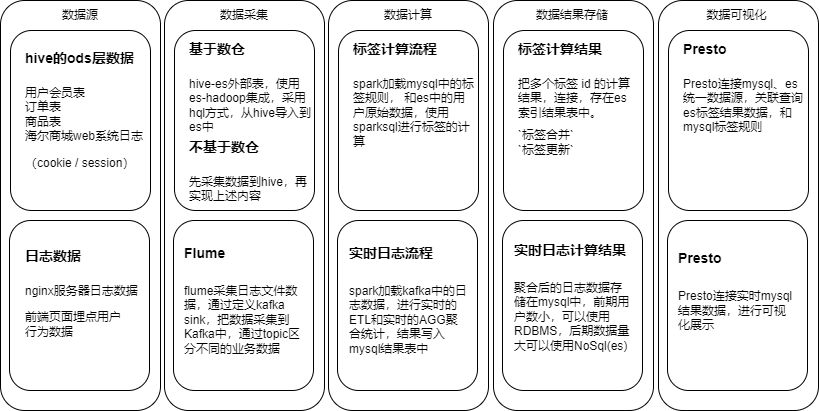 数据源
hive的ods层数据
用户会员表
订单表
商品表
海尔商城web系统日志
（cookie / session）
日志数据
nginx服务器日志数据
前端页面埋点用户
行为数据
数据采集
基于数仓
hive-es外部表，使用
es-hadoop集成，采用
hql方式，从hive导入到
es中
不基于数仓
先采集数据到hive，再
实现上述内容
Flume
flume采集日志文件数
据，通过定义kafka
sink，把数据采集到
Kafka中，通过topic区
分不同的业务数据
数据计算
标签计算流程
spark加载mysql中的标
签规则， 和es中的用
户原始数据，使用
sparksql进行标签的计
算
实时日志流程
spark加载kafka中的日
志数据，进行实时的
ETL和实时的AGG聚
合统计，结果写入
mysql结果表中
数据结果存储
标签计算结果
把多个标签 id 的计算
结果，连接，存在es
索引结果表中。
`标签合并`
`标签更新`
实时日志计算结果
聚合后的日志数据存
储在mysql中，前期用
户数小，可以使用
RDBMS，后期数据量
大可以使用NoSql(es)
数据可视化
Presto
Presto连接mysql、es
统一数据源，关联查询
es标签结果数据，和
mysql标签规则
Presto
Presto连接实时mysql
结果数据，进行可视
化展示